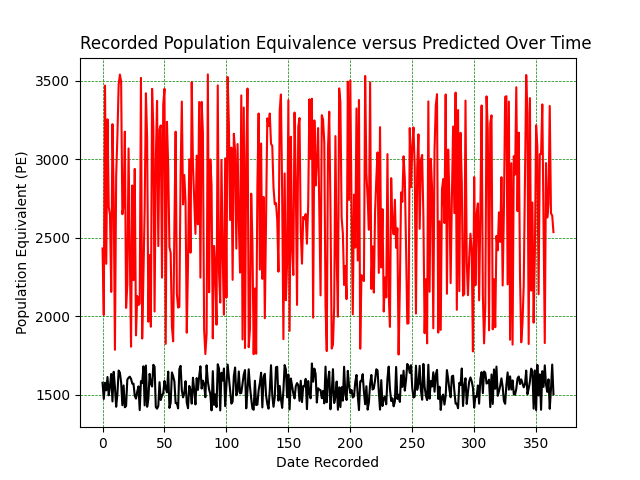 Recorded Population Equivalence versus Predicted Over Time
Population Equivalent (PE)
3500
3000
2500
2000
1500
0 50 100 150 200 250 300 350
Date Recorded